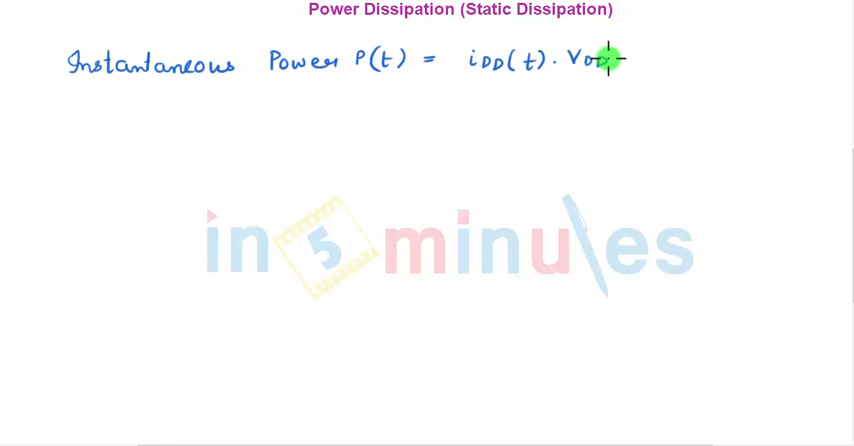 Power Dissipation (Static Dissipation)
Instantaneous Power P(t) = iDD(t) . VDD
in 5 minutes